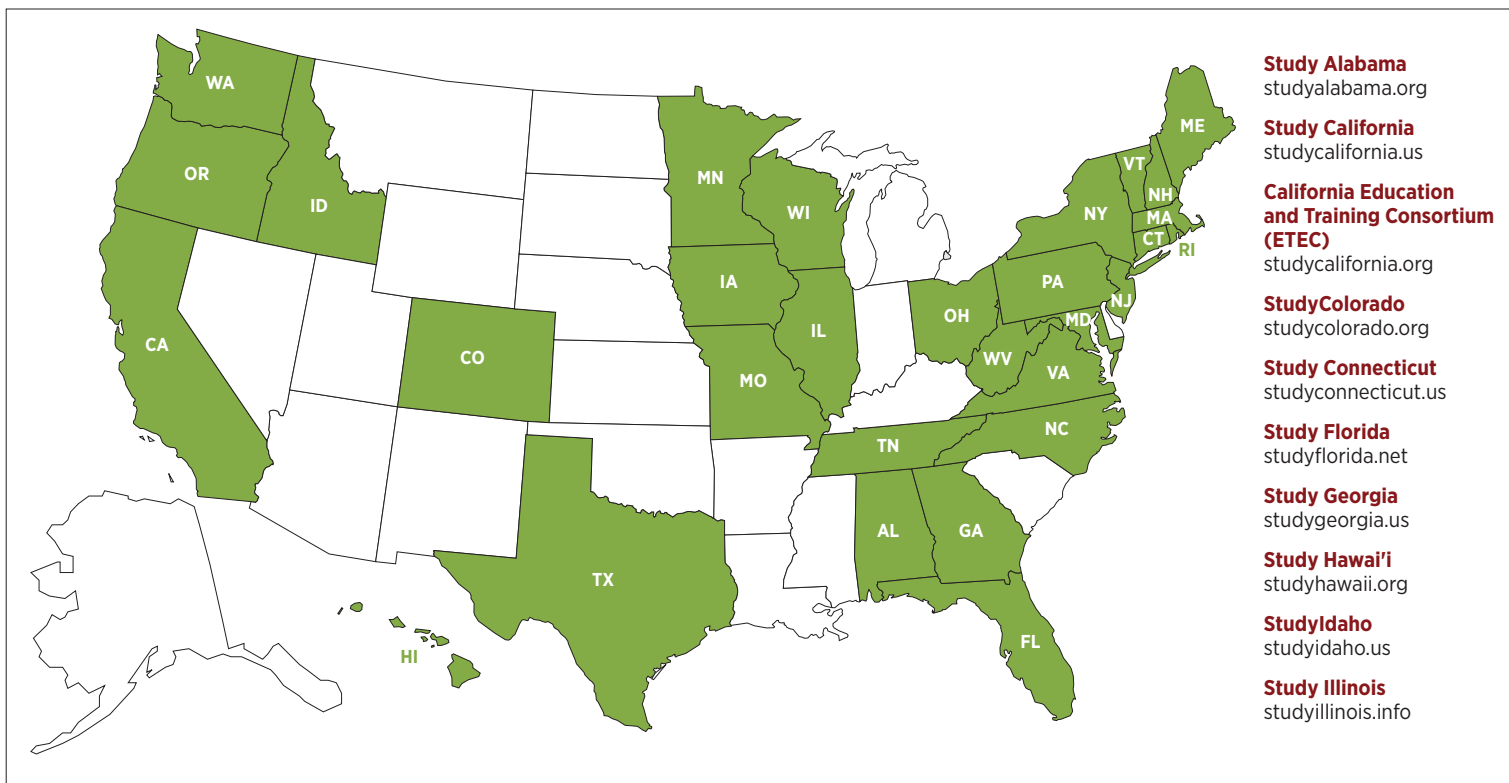 WA
OR
ID
CA
CO
TX
HI
MN
IA
MO
WI
IL
OH
WV
TN
AL
GA
FL
NC
VA
MD
PA
NJ
NY
CT
RI
MA
NH
VT
ME
Study Alabama
studyalabama.org
Study California
studycalifornia.us
California Education
and Training Consortium
(ETEC)
studycalifornia.org
StudyColorado
studycolorado.org
Study Connecticut
studyconnecticut.us
Study Florida
studyflorida.net
Study Georgia
studygeorgia.us
Study Hawai'i
studyhawaii.org
StudyIdaho
studyidaho.us
Study Illinois
studyillinois.info